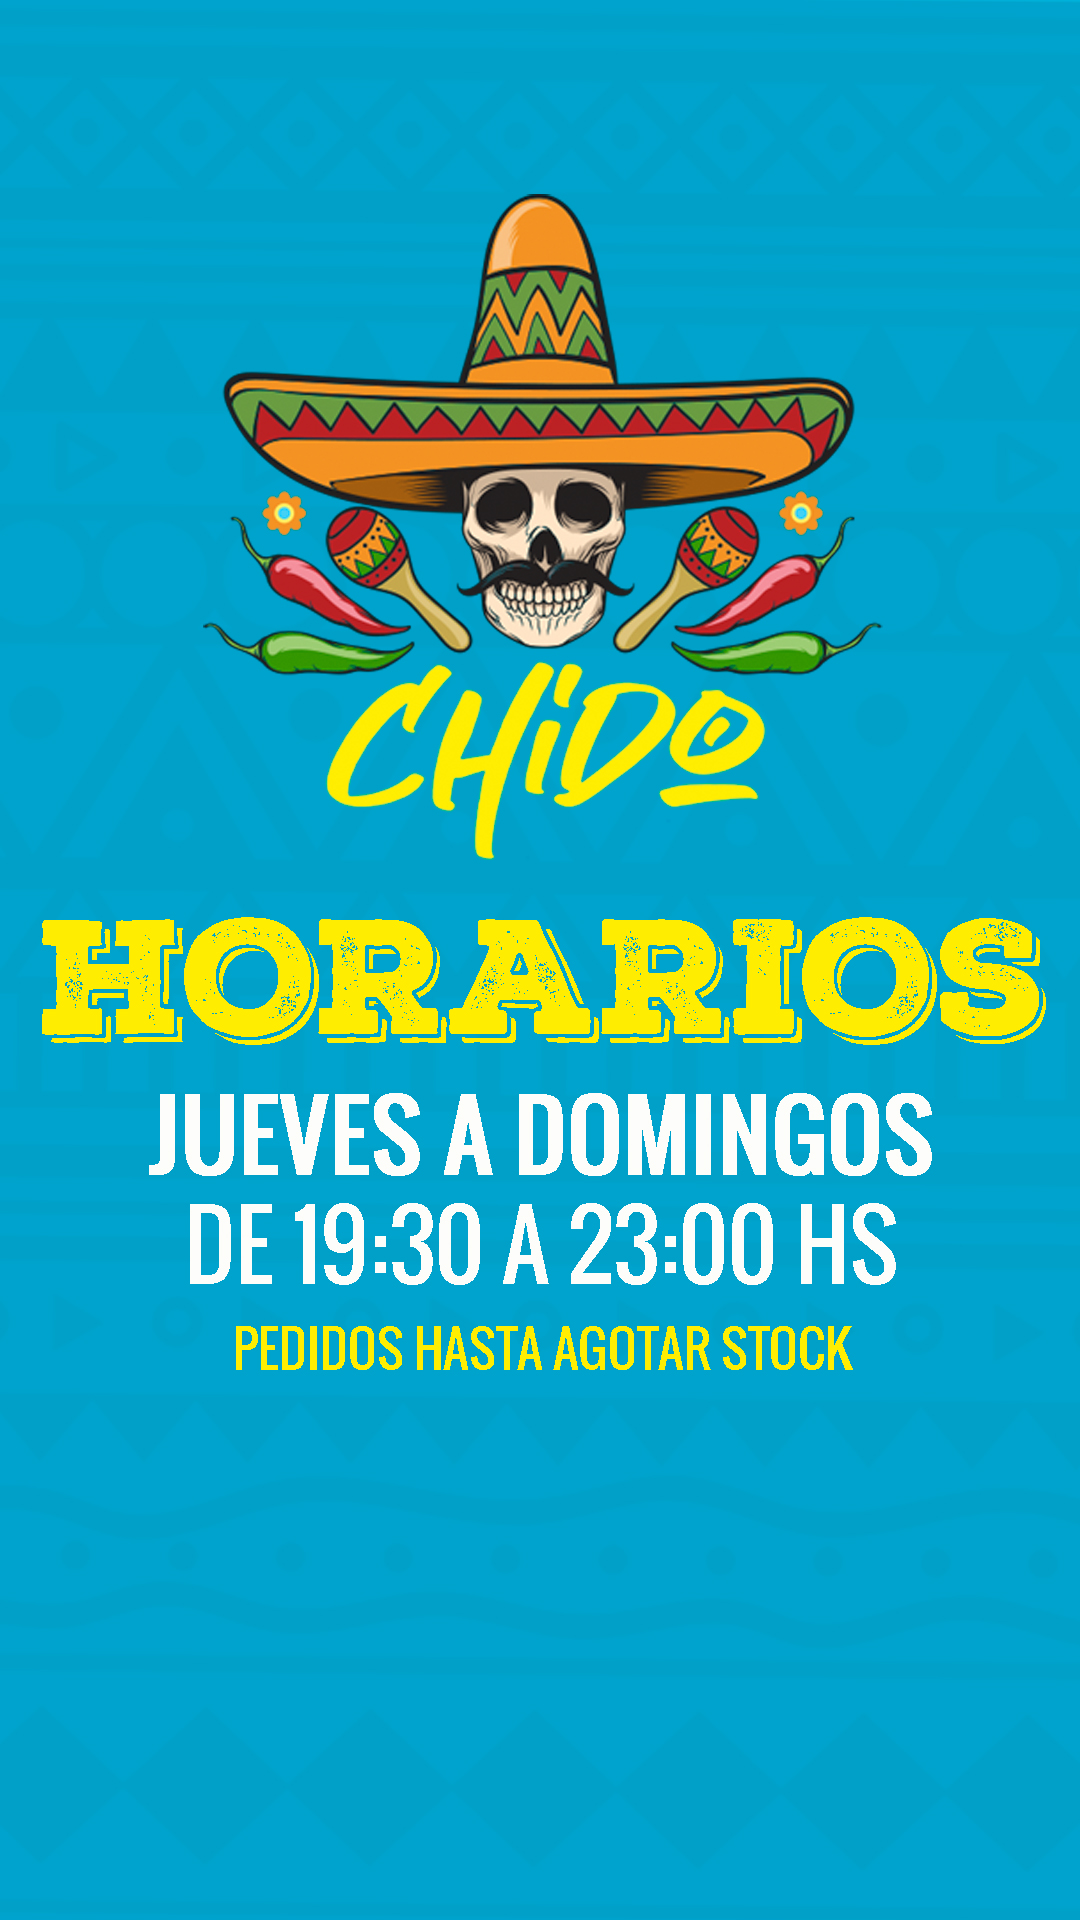 CHiDO
HORARIOS
JUEVES A DOMINGOS
DE 19:30 A 23:00 HS
PEDIDOS HASTA AGOTAR STOCK